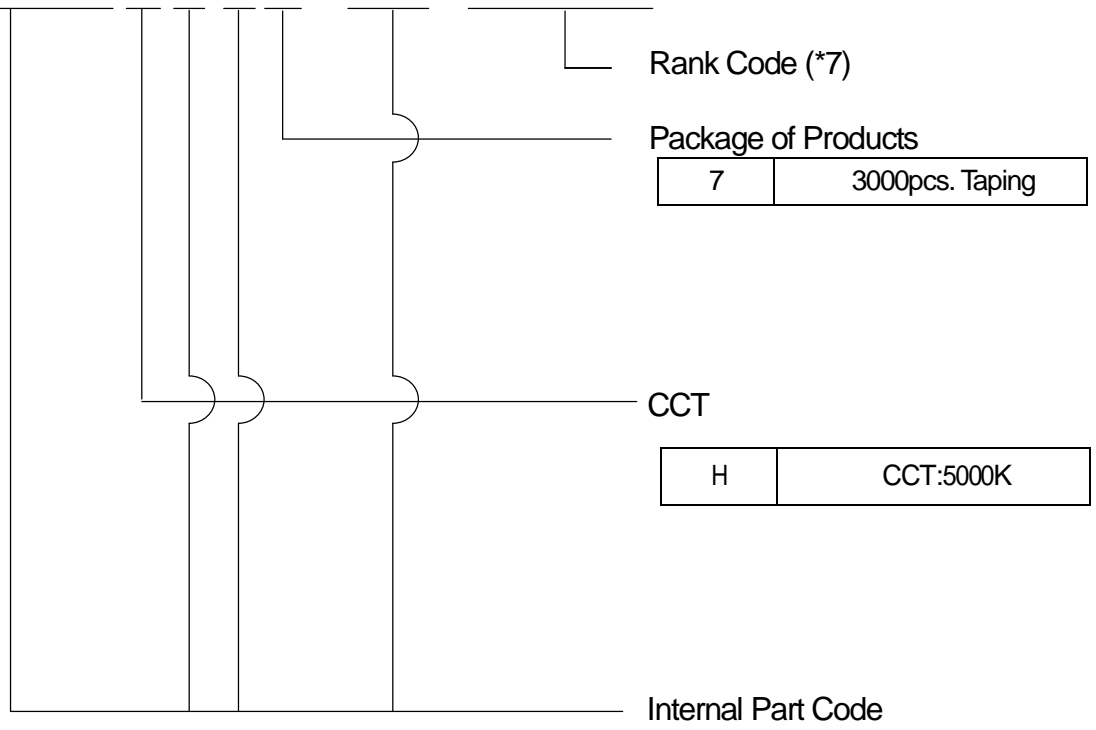 Rank Code (*7)
Package of Products
7 3000pcs. Taping
CCT
H CCT:5000K
Internal Part Code